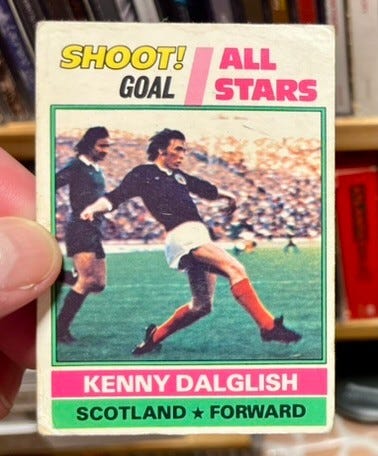 SHOOT! ALL
GOAL STARS
KENNY DALGLISH
SCOTLAND ★ FORWARD